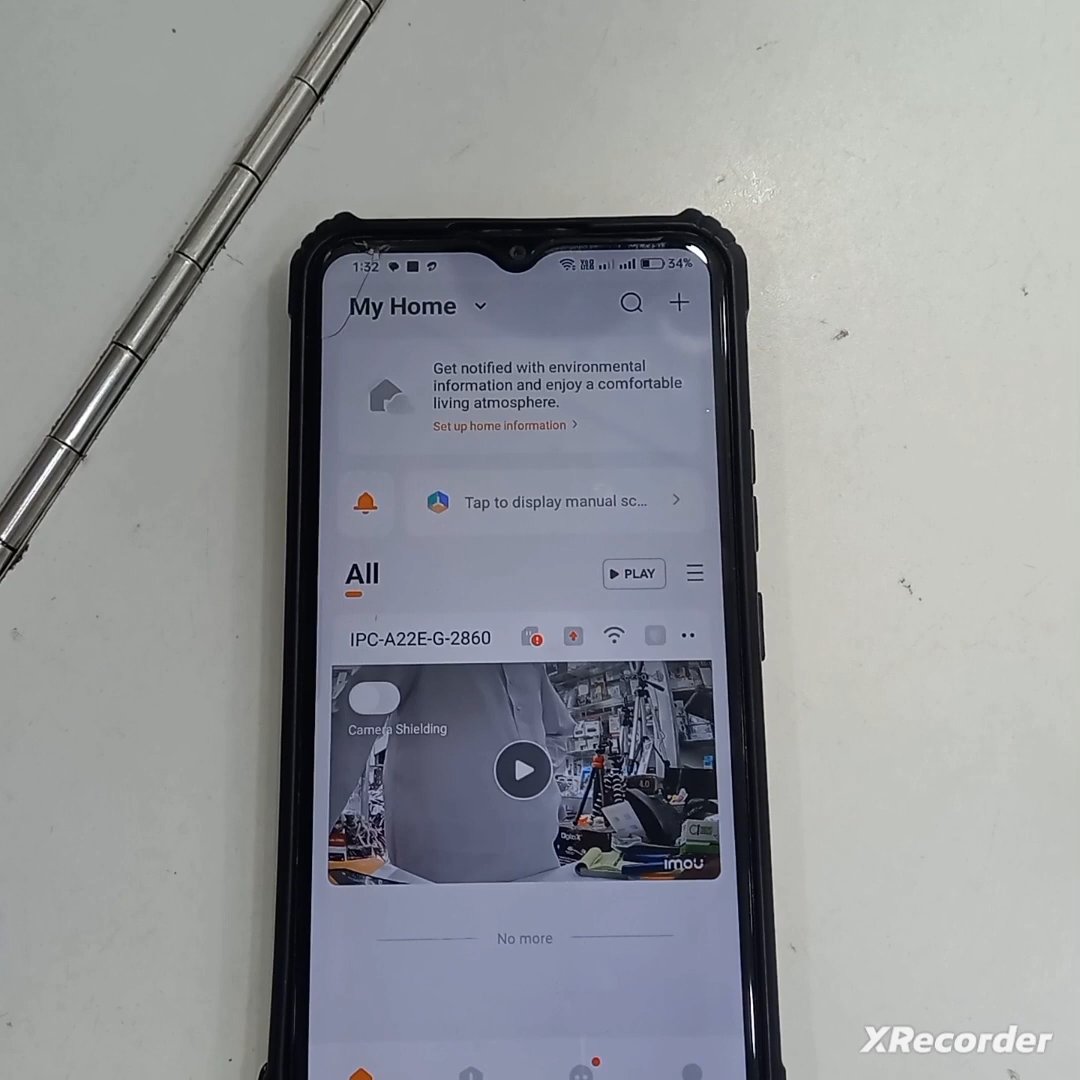 1:32
34%
My Home
Get notified with environmental
information and enjoy a comfortable
living atmosphere.
Set up home information >
Tap to display manual sc...
All
PLAY
IPC-A22E-G-2860
Camera Shielding
imou
No more
XRecorder